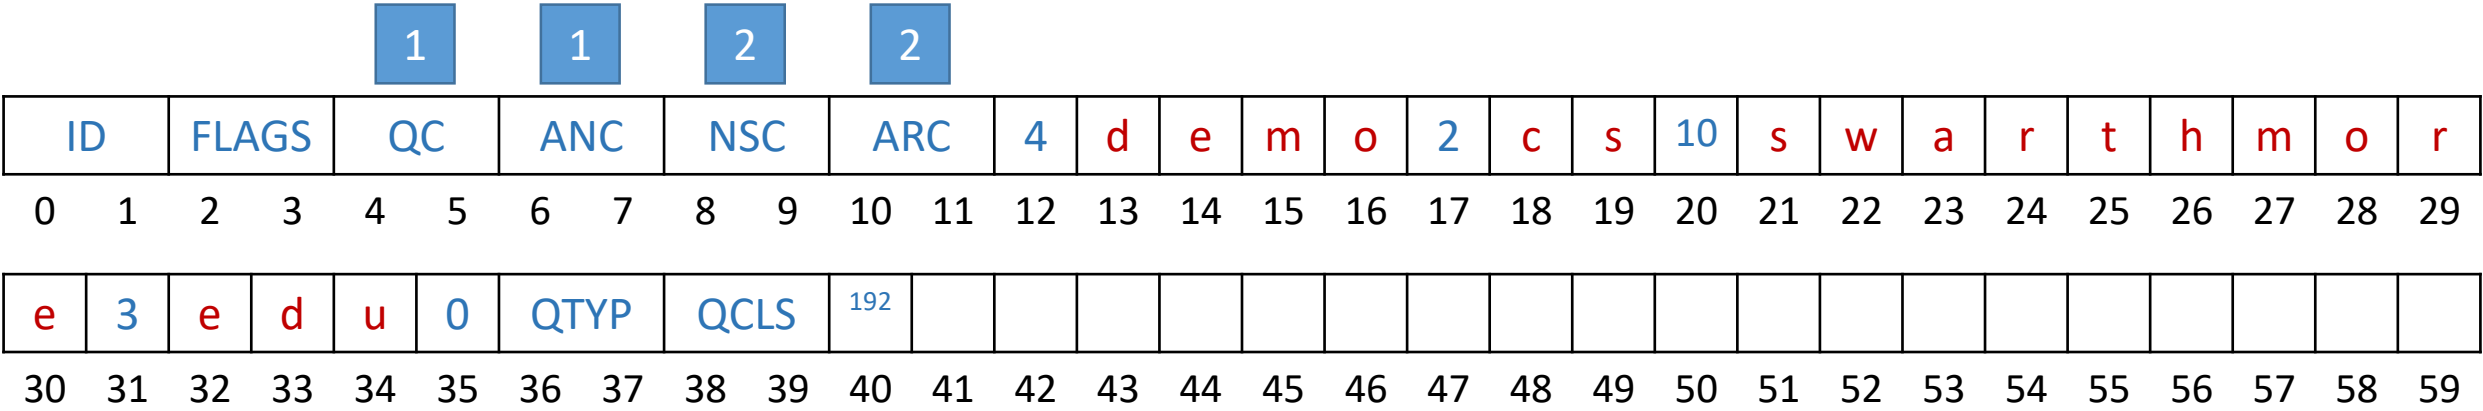 1 1 2 2
ID FLAGS QC ANC NSC ARC 4 d e m o 2 c s 10 s w a r t h m o r
0 1 2 3 4 5 6 7 8 9 10 11 12 13 14 15 16 17 18 19 20 21 22 23 24 25 26 27 28 29
e 3 e d u 0 QTYP QCLS 192
30 31 32 33 34 35 36 37 38 39 40 41 42 43 44 45 46 47 48 49 50 51 52 53 54 55 56 57 58 59